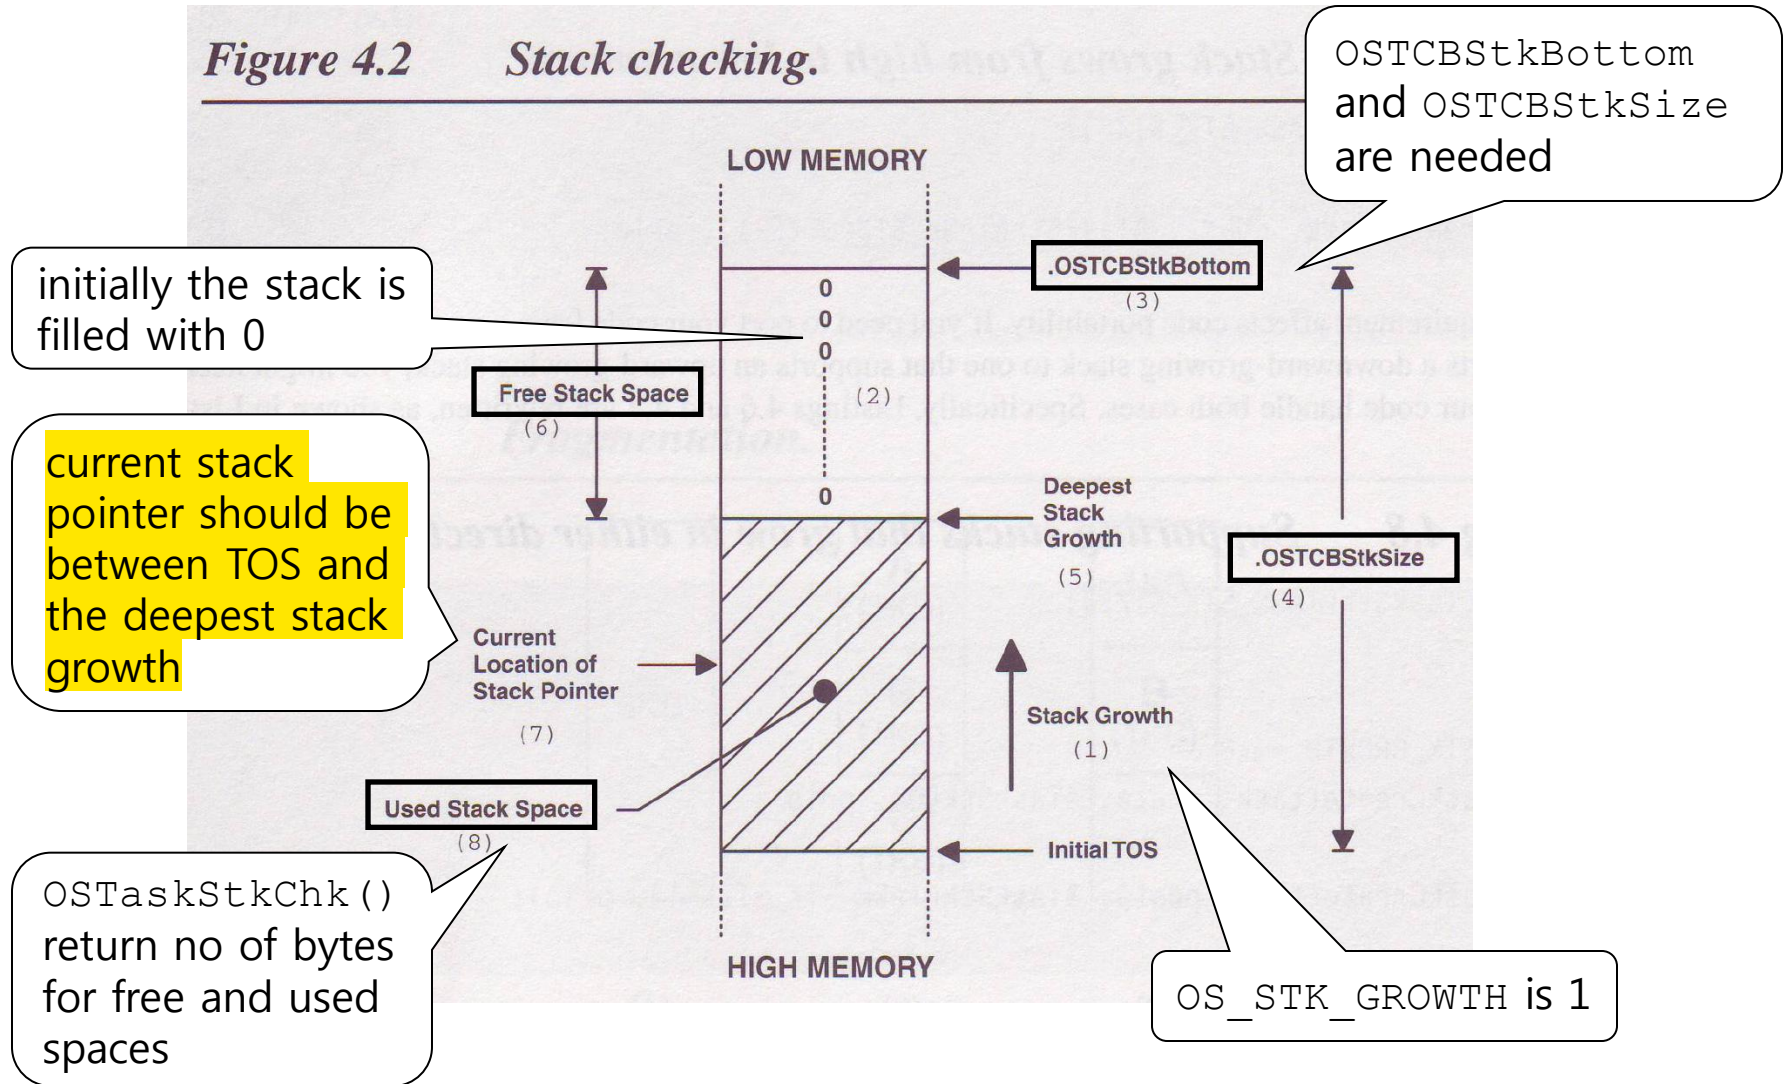 Figure 4.2 Stack checking.
OSTCBStkBottom
and OSTCBStkSize
are needed
LOW MEMORY
initially the stack is
filled with 0
.OSTCBStkBottom
(3)
0
0
0
Free Stack Space
(6)
(2)
0
current stack
pointer should be
between TOS and
the deepest stack
growth
Deepest
Stack
Growth
(5)
.OSTCBStkSize
(4)
Current
Location of
Stack Pointer
(7)
Stack Growth
(1)
Used Stack Space
(8)
Initial TOS
OSTaskStkChk()
return no of bytes
for free and used
spaces
HIGH MEMORY
OS_STK_GROWTH is 1